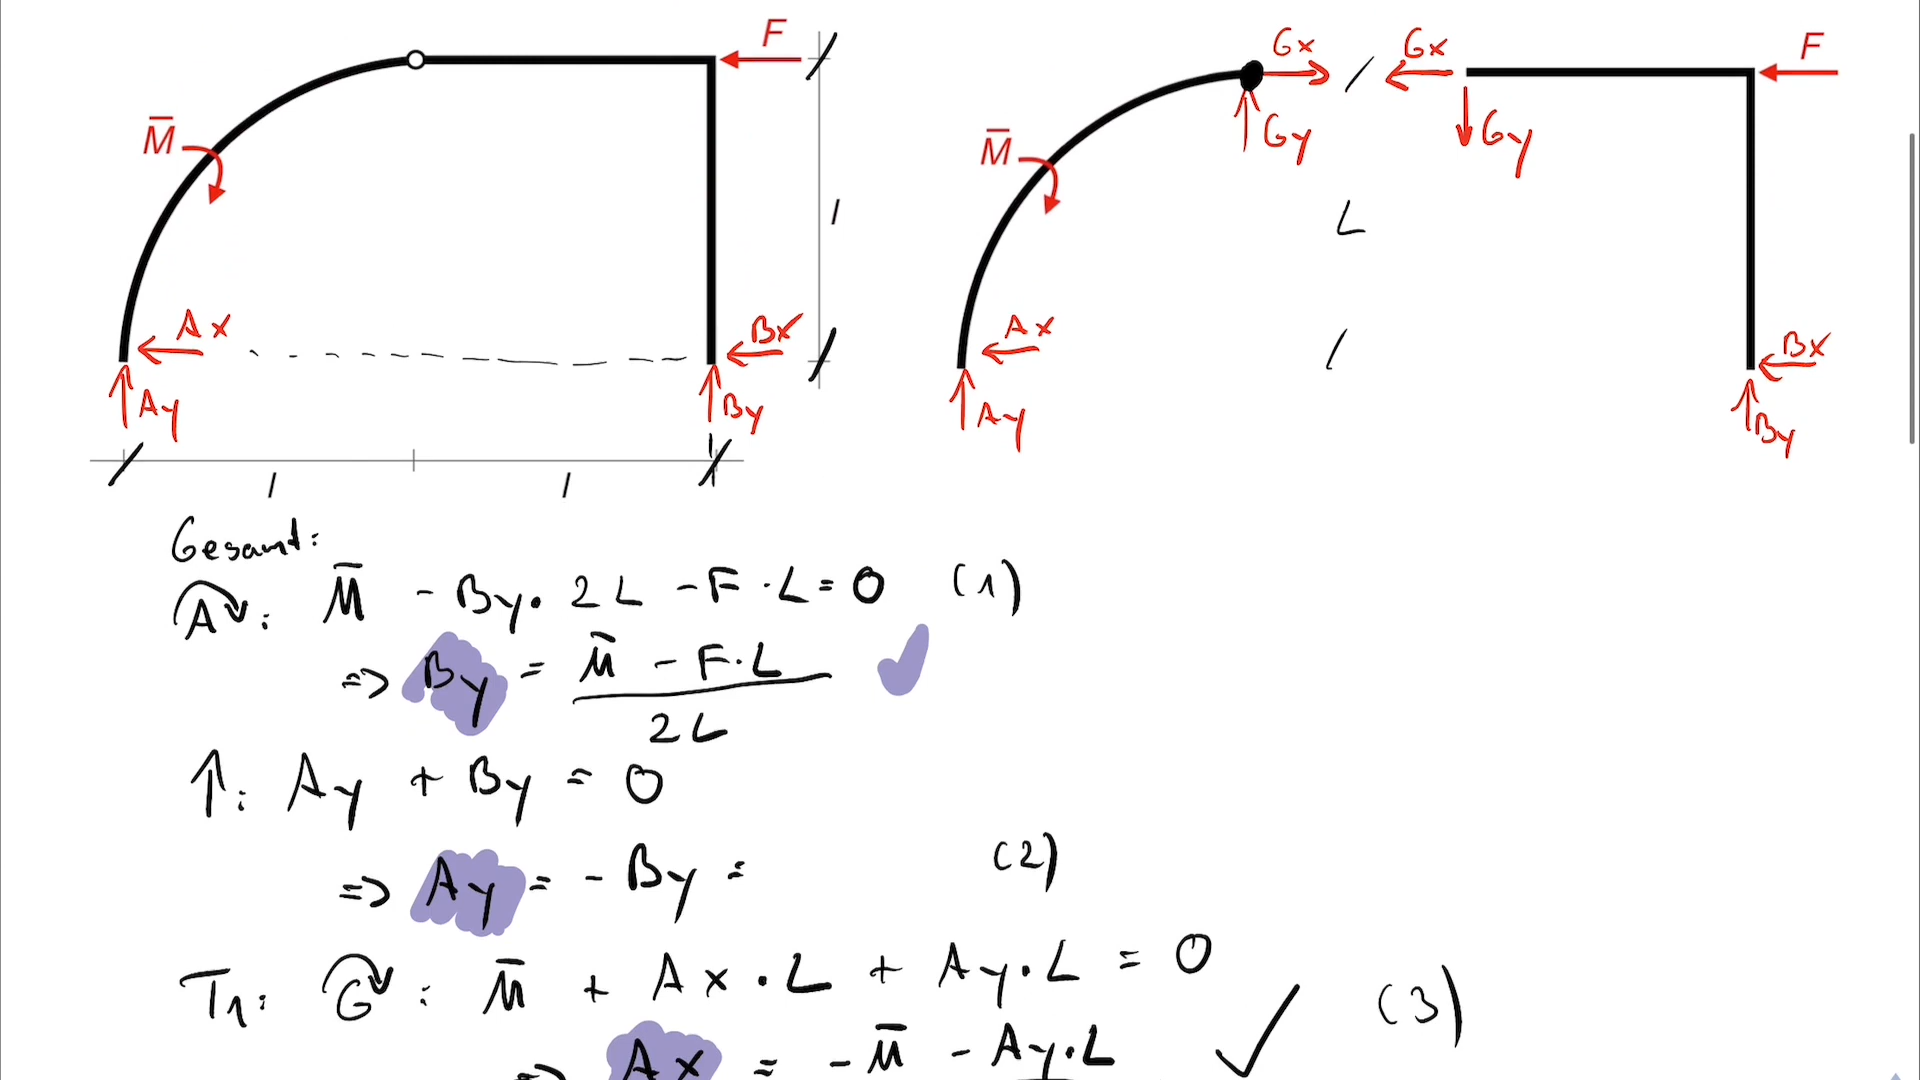 F
Gx / Gx
F
M̄
Gy
Gy
M̄
l
L
Ax
Bx
Ax
/
Bx
Ay
By
Ay
By
l
l
Gesamt:
A: M̄ - By · 2L - F · L = 0 (1)
=> By = (M̄ - F·L) / 2L ✓
↑: Ay + By = 0
=> Ay = - By = (2)
T1: G: M̄ + Ax · L + Ay · L = 0 (3)
=> Ax = - M̄ - Ay · L ✓